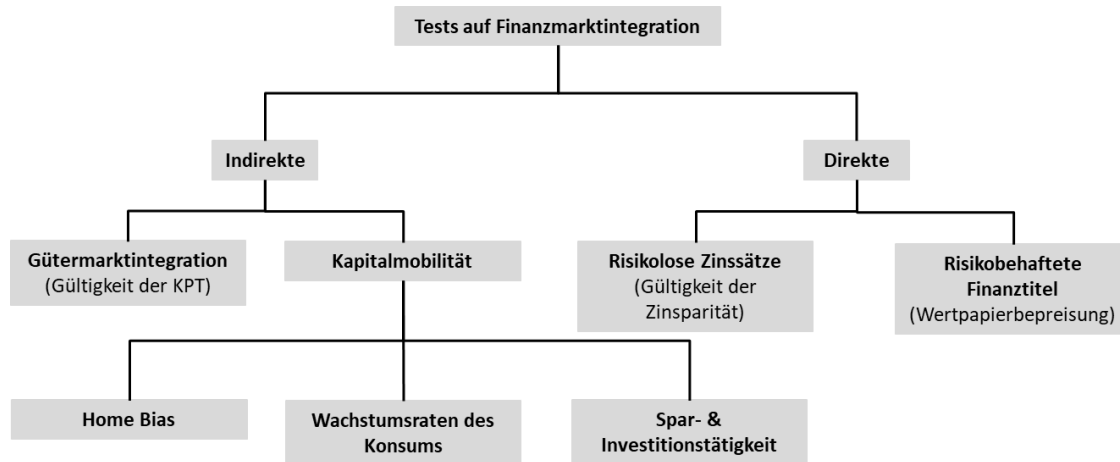 Tests auf Finanzmarktintegration
Indirekte
Direkte
Gütermarktintegration
(Gültigkeit der KPT)
Kapitalmobilität
Risikolose Zinssätze
(Gültigkeit der
Zinsparität)
Risikobehaftete
Finanztitel
(Wertpapierbepreisung)
Home Bias
Wachstumsraten des
Konsums
Spar- &
Investitionstätigkeit